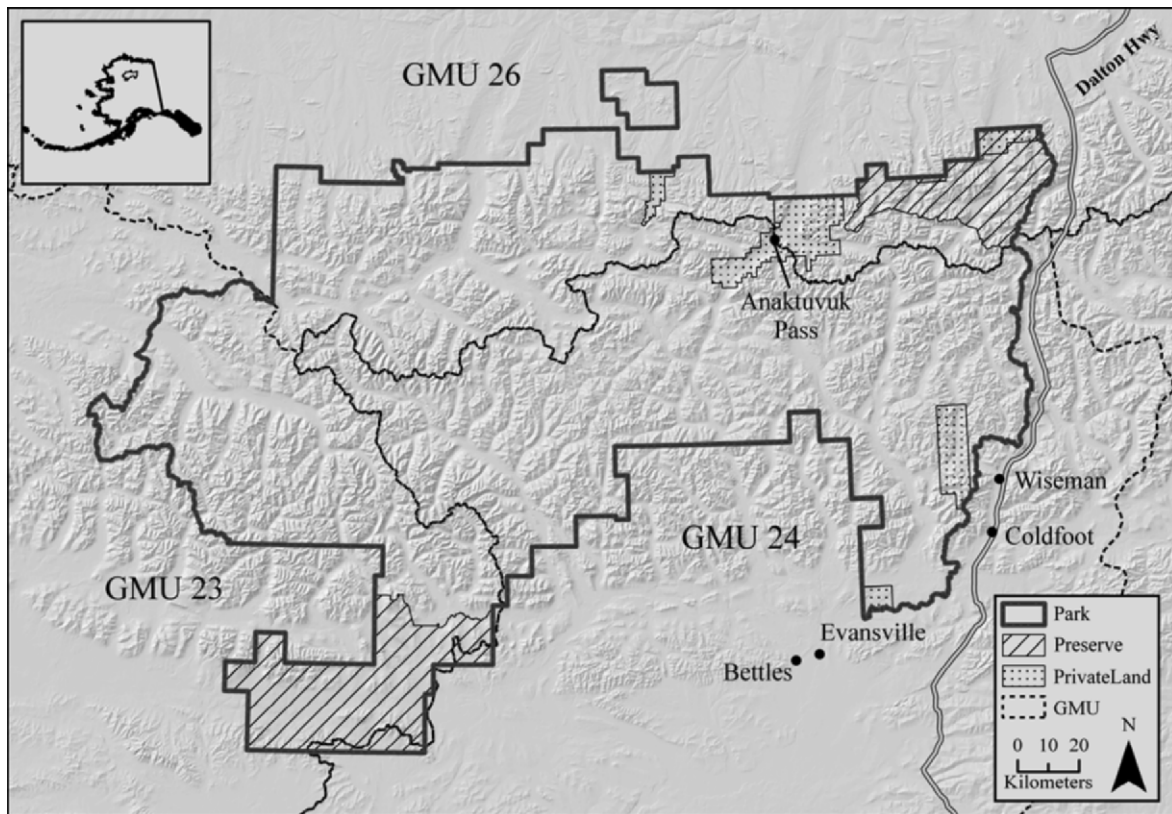 GMU 26
Dalton Hwy
Anaktuvuk
Pass
Wiseman
GMU 24
Coldfoot
GMU 23
Evansville
Bettles
Park
Preserve
PrivateLand
GMU
N
0 10 20
Kilometers